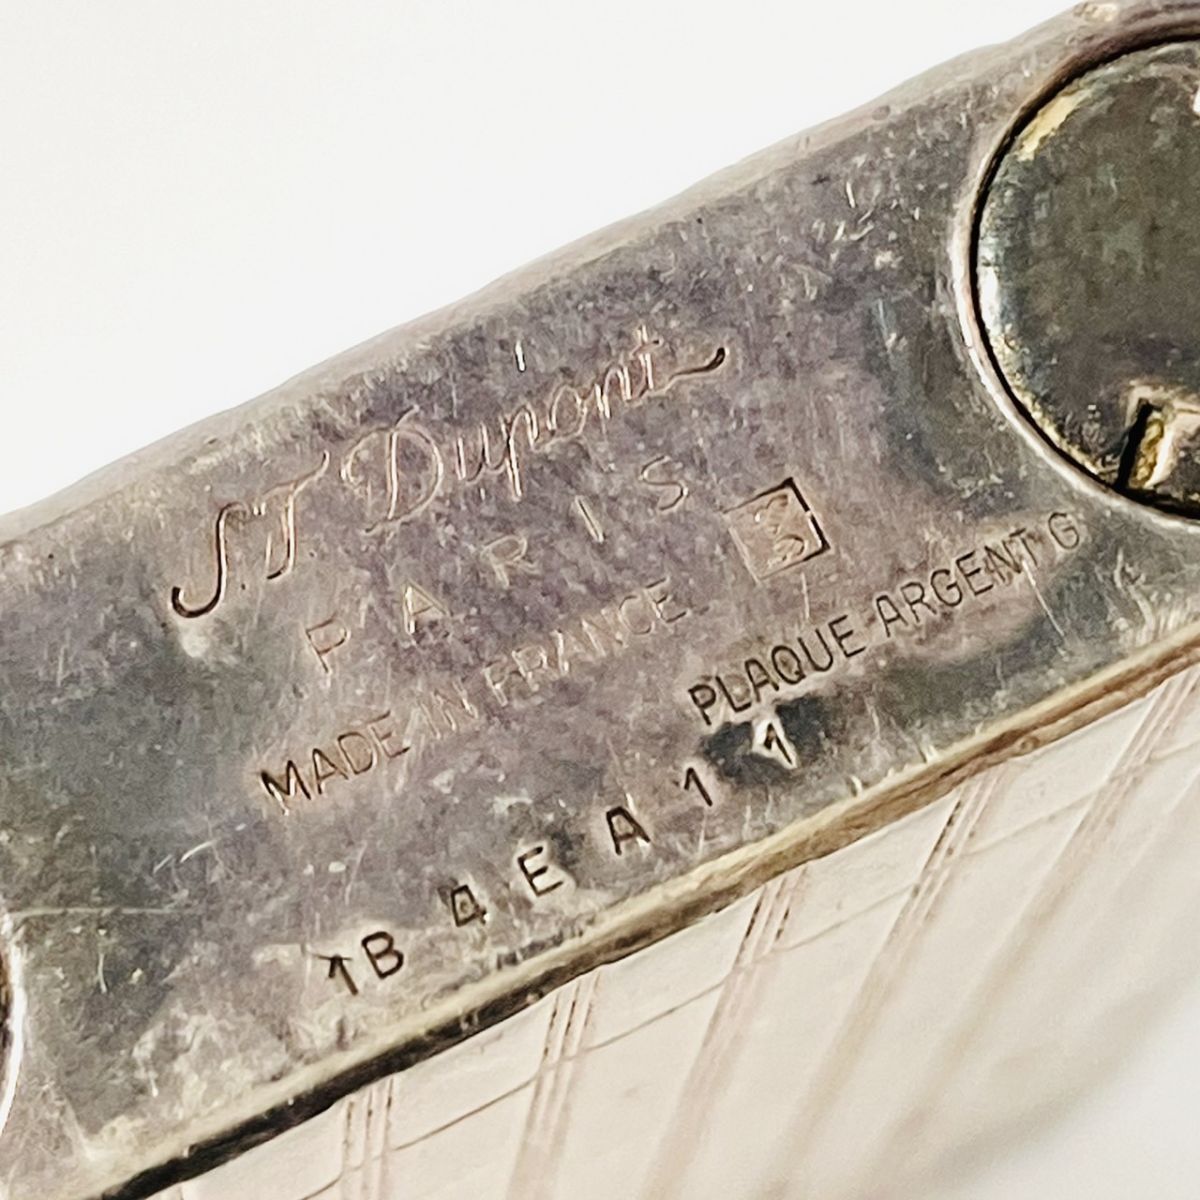 S.T. Dupont
PARIS
MADE IN FRANCE
PLAQUE ARGENT G
1B4EA11